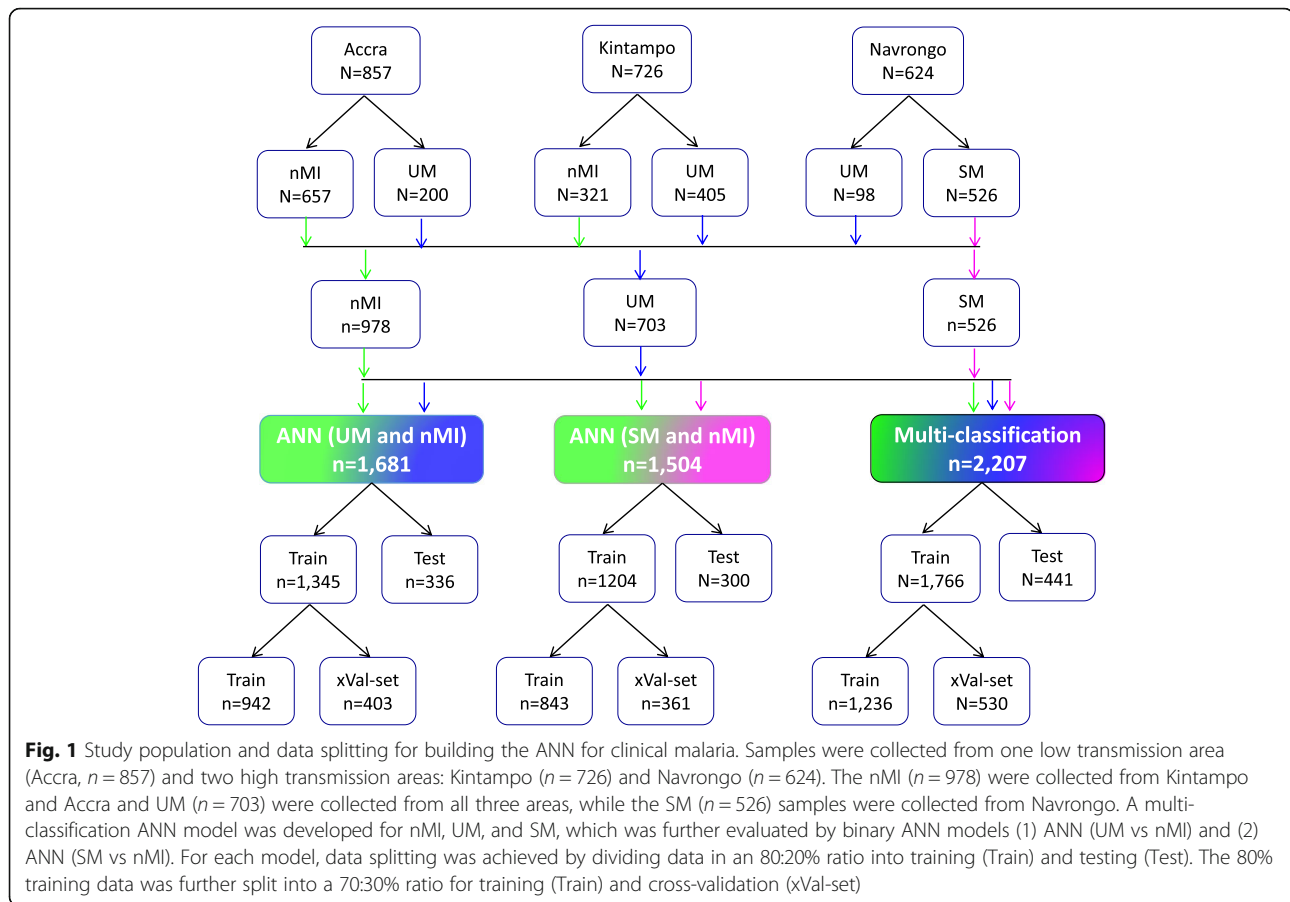 Accra
N=857
Kintampo
N=726
Navrongo
N=624
nMI
N=657
UM
N=200
nMI
N=321
UM
N=405
UM
N=98
SM
N=526
nMI
n=978
UM
N=703
SM
n=526
ANN (UM and nMI)
n=1,681
ANN (SM and nMI)
n=1,504
Multi-classification
n=2,207
Train
n=1,345
Test
n=336
Train
n=1204
Test
N=300
Train
N=1,766
Test
N=441
Train
n=942
xVal-set
n=403
Train
n=843
xVal-set
n=361
Train
n=1,236
xVal-set
N=530
Fig. 1 Study population and data splitting for building the ANN for clinical malaria. Samples were collected from one low transmission area
(Accra, n = 857) and two high transmission areas: Kintampo (n = 726) and Navrongo (n = 624). The nMI (n = 978) were collected from Kintampo
and Accra and UM (n = 703) were collected from all three areas, while the SM (n = 526) samples were collected from Navrongo. A multi-
classification ANN model was developed for nMI, UM, and SM, which was further evaluated by binary ANN models (1) ANN (UM vs nMI) and (2)
ANN (SM vs nMI). For each model, data splitting was achieved by dividing data in an 80:20% ratio into training (Train) and testing (Test). The 80%
training data was further split into a 70:30% ratio for training (Train) and cross-validation (xVal-set)